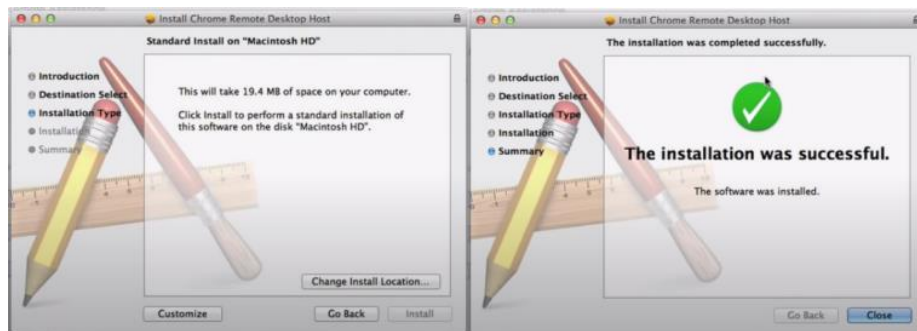 Install Chrome Remote Desktop Host
Standard Install on "Macintosh HD"
Introduction
Destination Select
Installation Type
Installation
Summary
This will take 19.4 MB of space on your computer.
Click Install to perform a standard installation of
this software on the disk "Macintosh HD".
Change Install Location...
Customize
Go Back
Install
Install Chrome Remote Desktop Host
The installation was completed successfully.
Introduction
Destination Select
Installation Type
Installation
Summary
The installation was successful.
The software was installed.
Go Back
Close